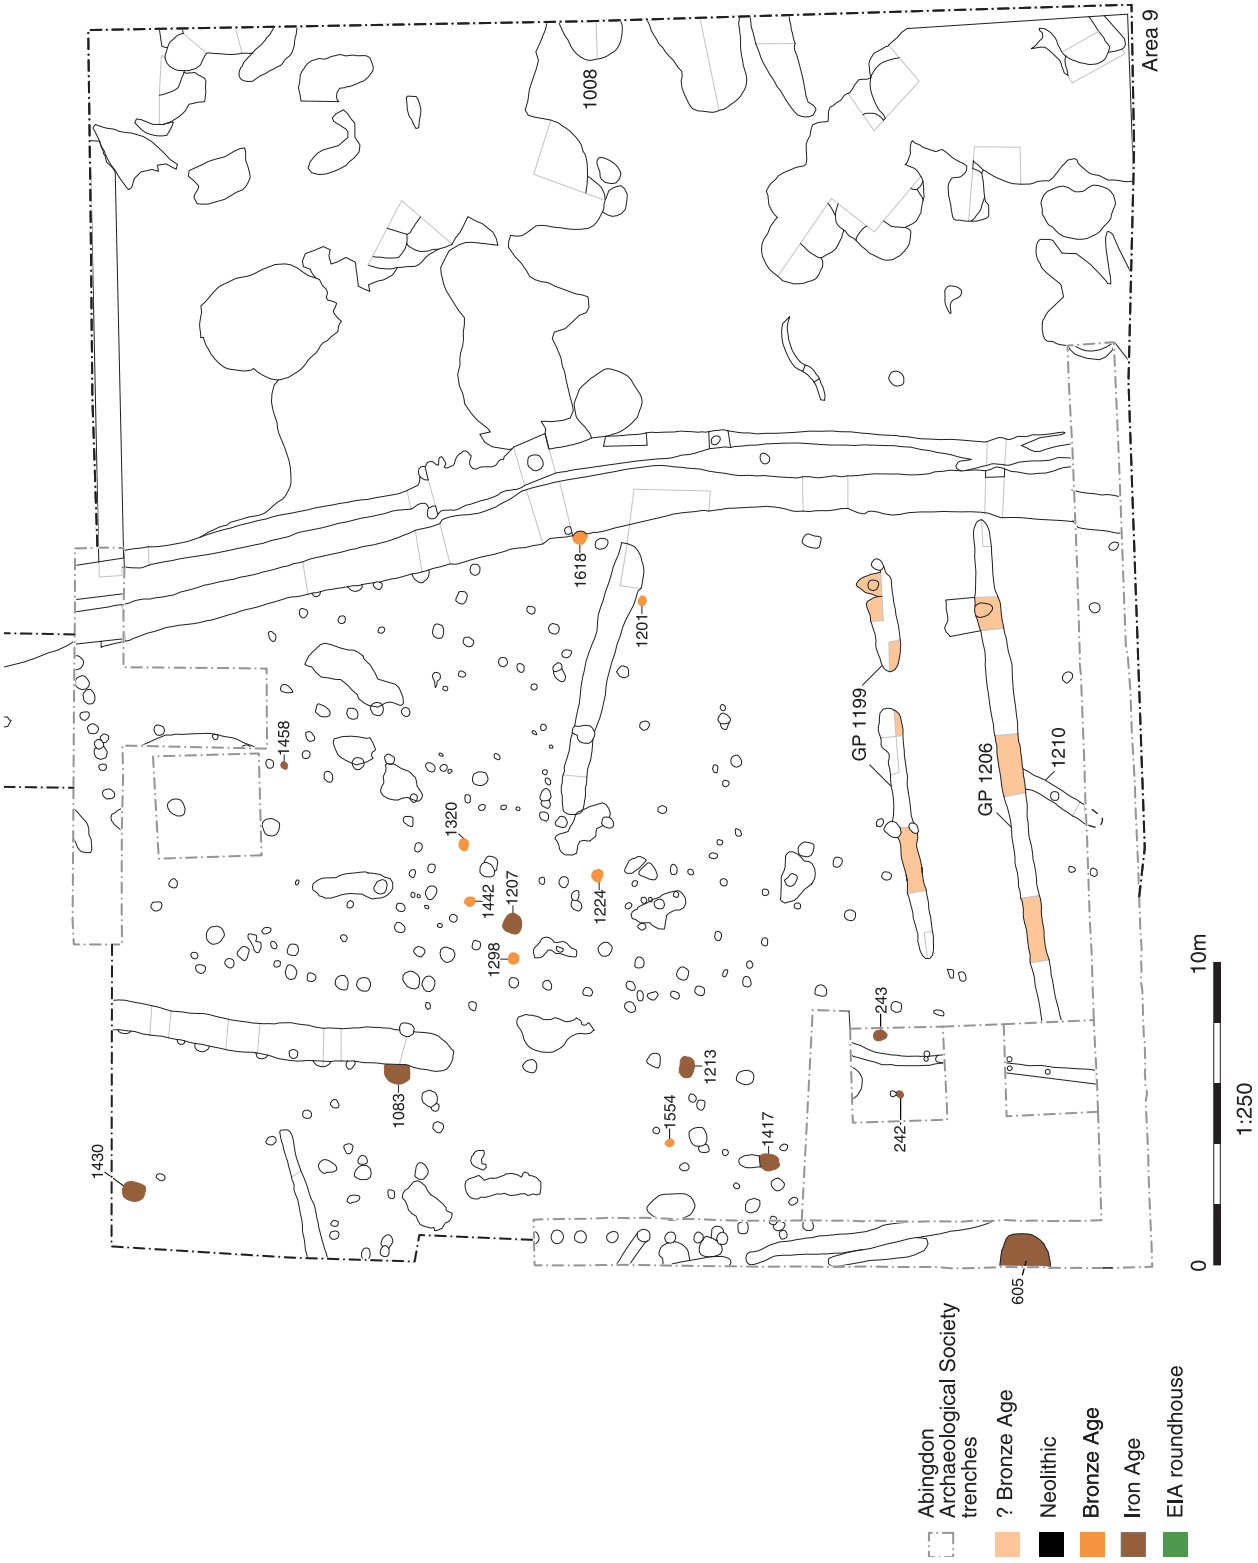 Area 9
1008
1618
1201
1458
GP 1199
1320
GP 1206
1210
1442
1207
1224
1298
243
1213
1083
1554
1417
242
1430
605
0
10m
1:250
Abingdon
Archaeological Society
trenches
? Bronze Age
Neolithic
Bronze Age
Iron Age
EIA roundhouse